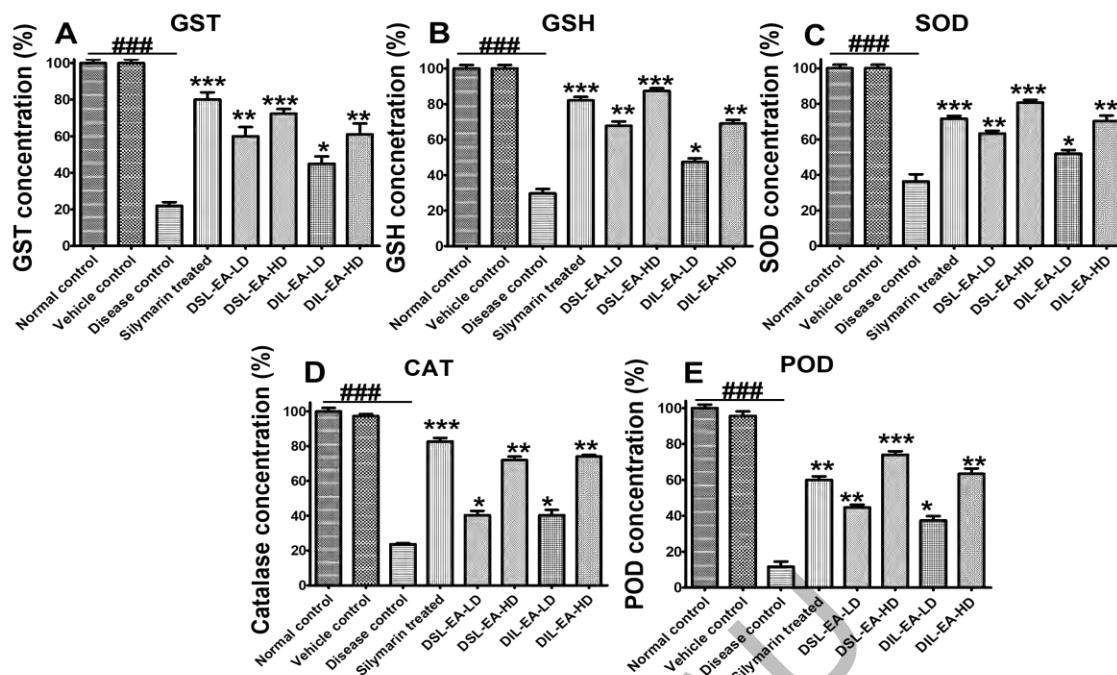 A GST
###
GST concentration (%)
100
80
60
40
20
0
*** ** *** * **
Normal control
Vehicle control
Disease control
Silymarin treated
DSL-EA-LD
DSL-EA-HD
DIL-EA-LD
DIL-EA-HD
B GSH
###
GSH concnetration (%)
100
80
60
40
20
0
*** ** *** * **
Normal control
Vehicle control
Disease control
Silymarin treated
DSL-EA-LD
DSL-EA-HD
DIL-EA-LD
DIL-EA-HD
C SOD
###
SOD concentration (%)
100
80
60
40
20
0
*** ** *** * **
Normal control
Vehicle control
Disease control
Silymarin treated
DSL-EA-LD
DSL-EA-HD
DIL-EA-LD
DIL-EA-HD
D CAT
###
Catalase concentration (%)
100
80
60
40
20
0
*** * ** * **
Normal control
Vehicle control
Disease control
Silymarin treated
DSL-EA-LD
DSL-EA-HD
DIL-EA-LD
DIL-EA-HD
E POD
###
POD concentration (%)
100
80
60
40
20
0
** ** *** * **
Normal control
Vehicle control
Disease control
Silymarin treated
DSL-EA-LD
DSL-EA-HD
DIL-EA-LD
DIL-EA-HD